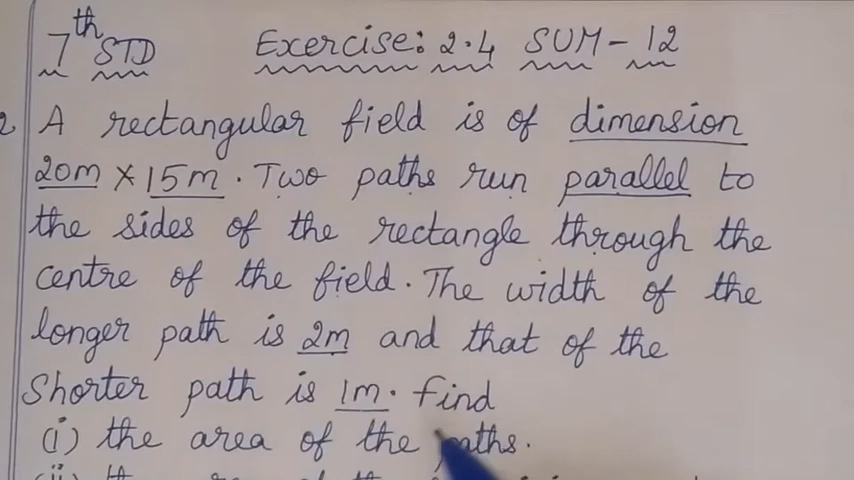 7th STD Exercise: 2.4 SUM - 12
A rectangular field is of dimension
20m × 15m. Two paths run parallel to
the sides of the rectangle through the
centre of the field. The width of the
longer path is 2m and that of the
Shorter path is 1m. Find
(i) the area of the paths.